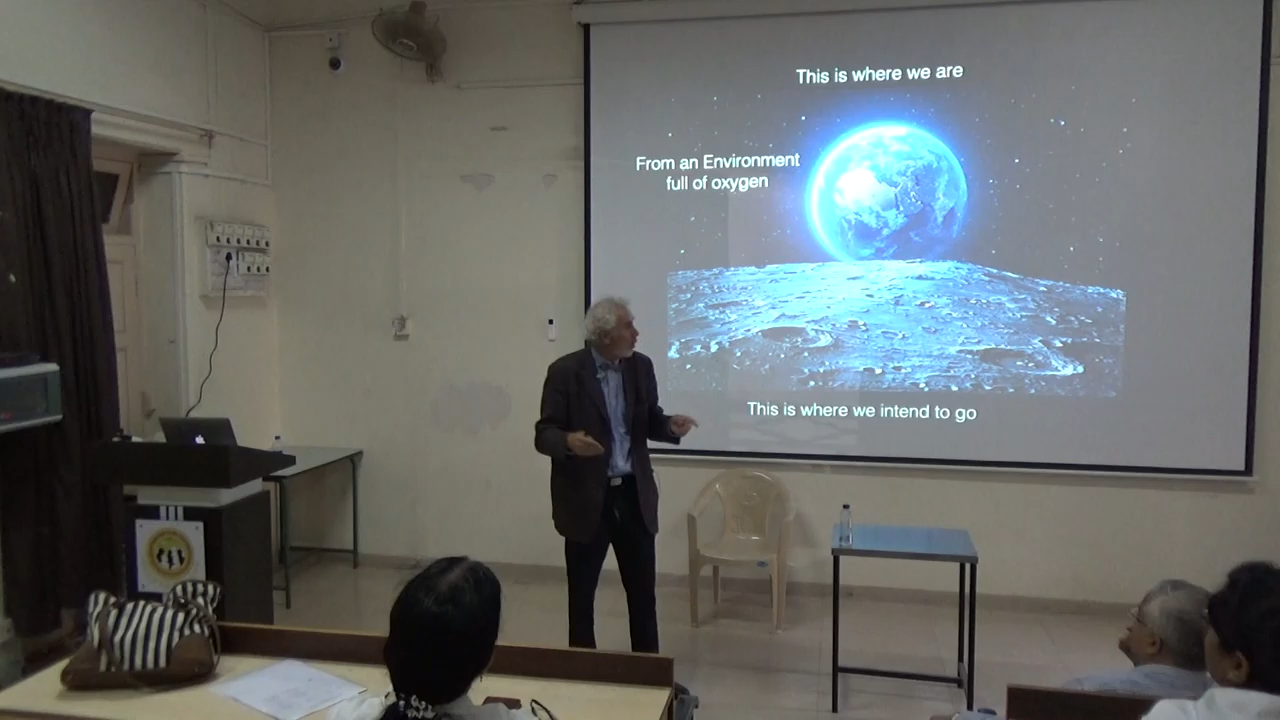 This is where we are
From an Environment
full of oxygen
This is where we intend to go